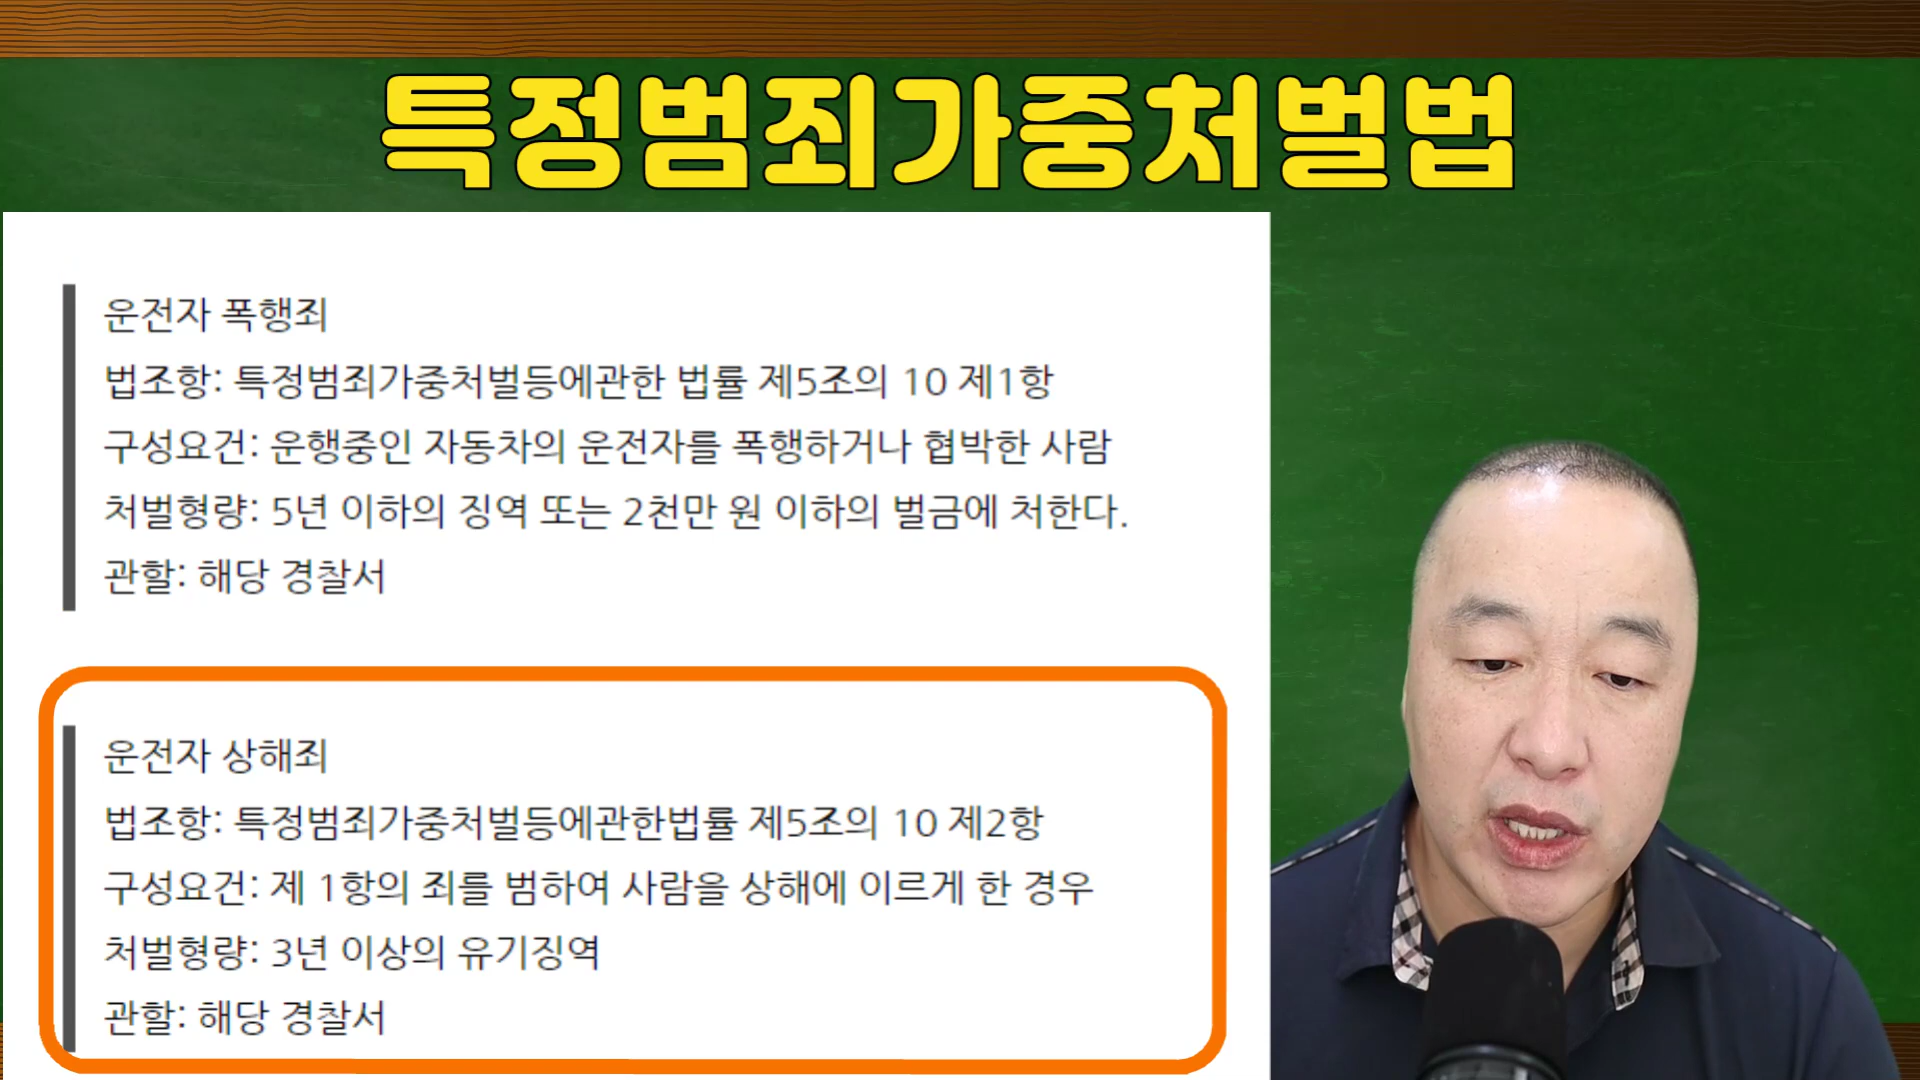 특정범죄가중처벌법
운전자 폭행죄
법조항: 특정범죄가중처벌등에관한 법률 제5조의 10 제1항
구성요건: 운행중인 자동차의 운전자를 폭행하거나 협박한 사람
처벌형량: 5년 이하의 징역 또는 2천만 원 이하의 벌금에 처한다.
관할: 해당 경찰서
운전자 상해죄
법조항: 특정범죄가중처벌등에관한법률 제5조의 10 제2항
구성요건: 제 1항의 죄를 범하여 사람을 상해에 이르게 한 경우
처벌형량: 3년 이상의 유기징역
관할: 해당 경찰서